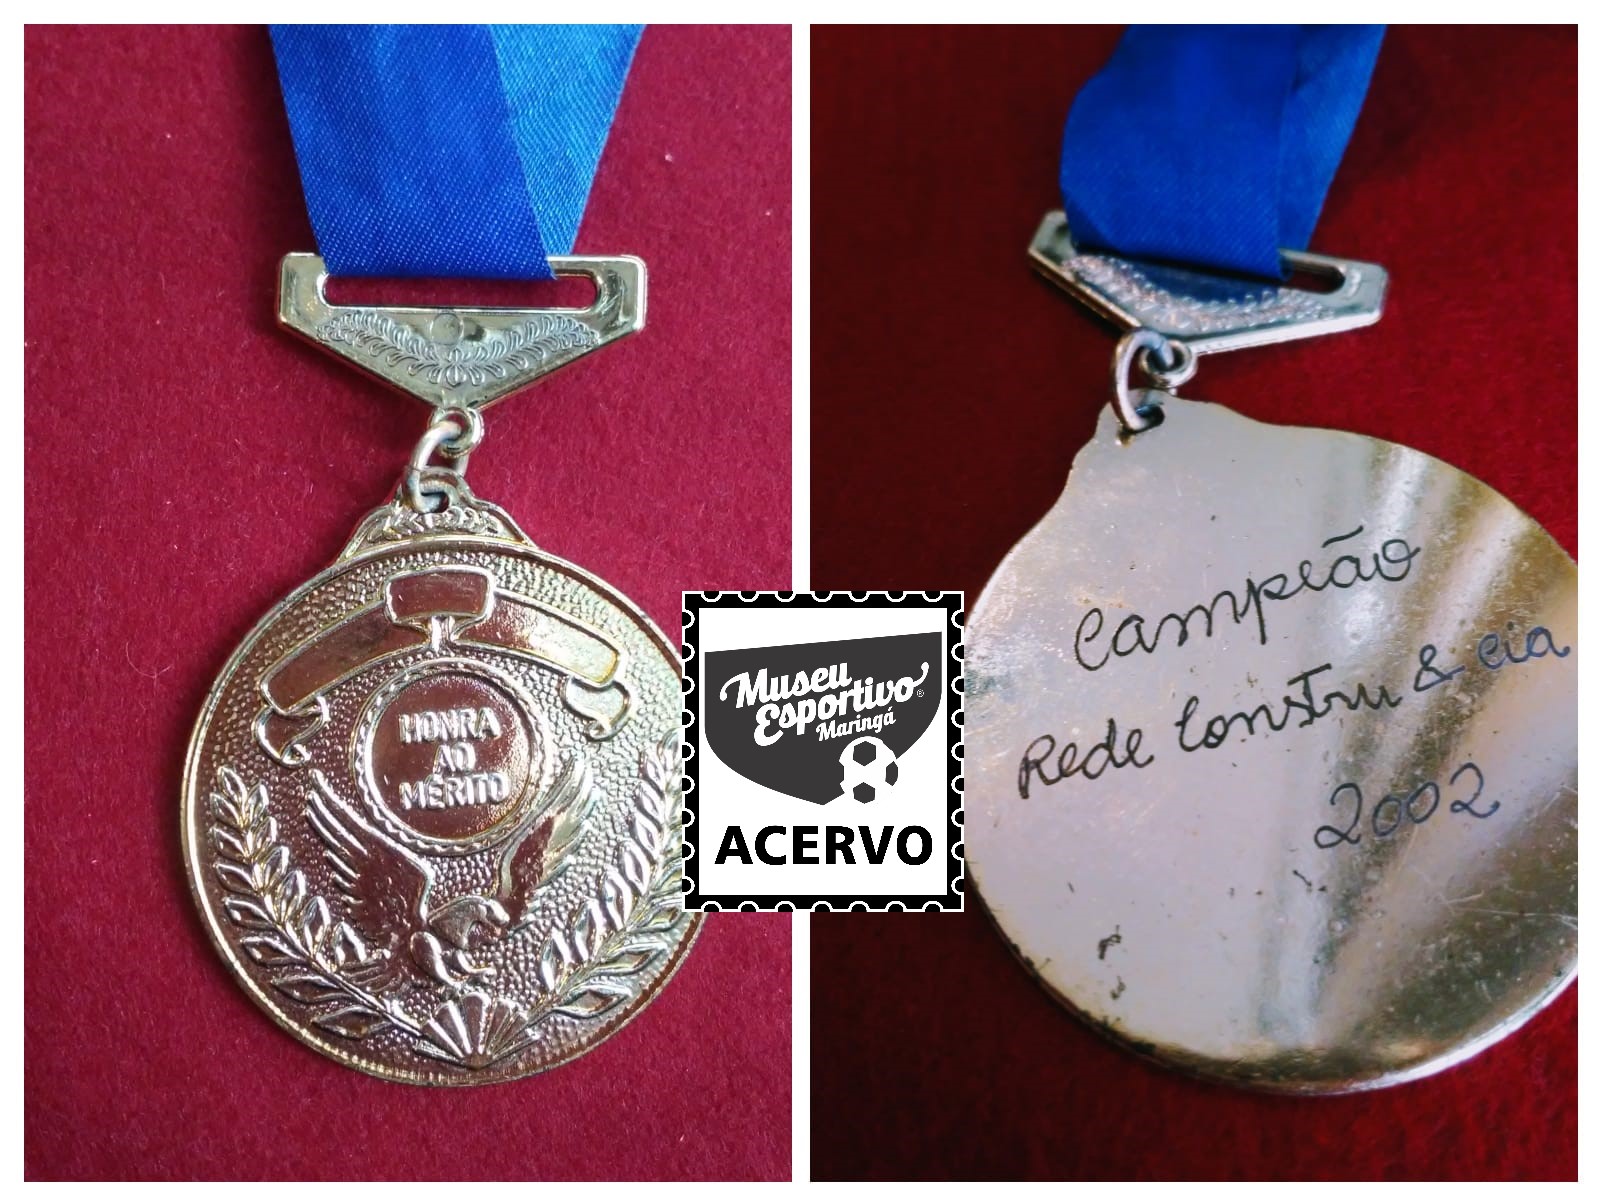 HONRA
AO
MÉRITO
Museu
Esportivo®
Maringá
ACERVO
Campeão
Rede Constru & cia
2002